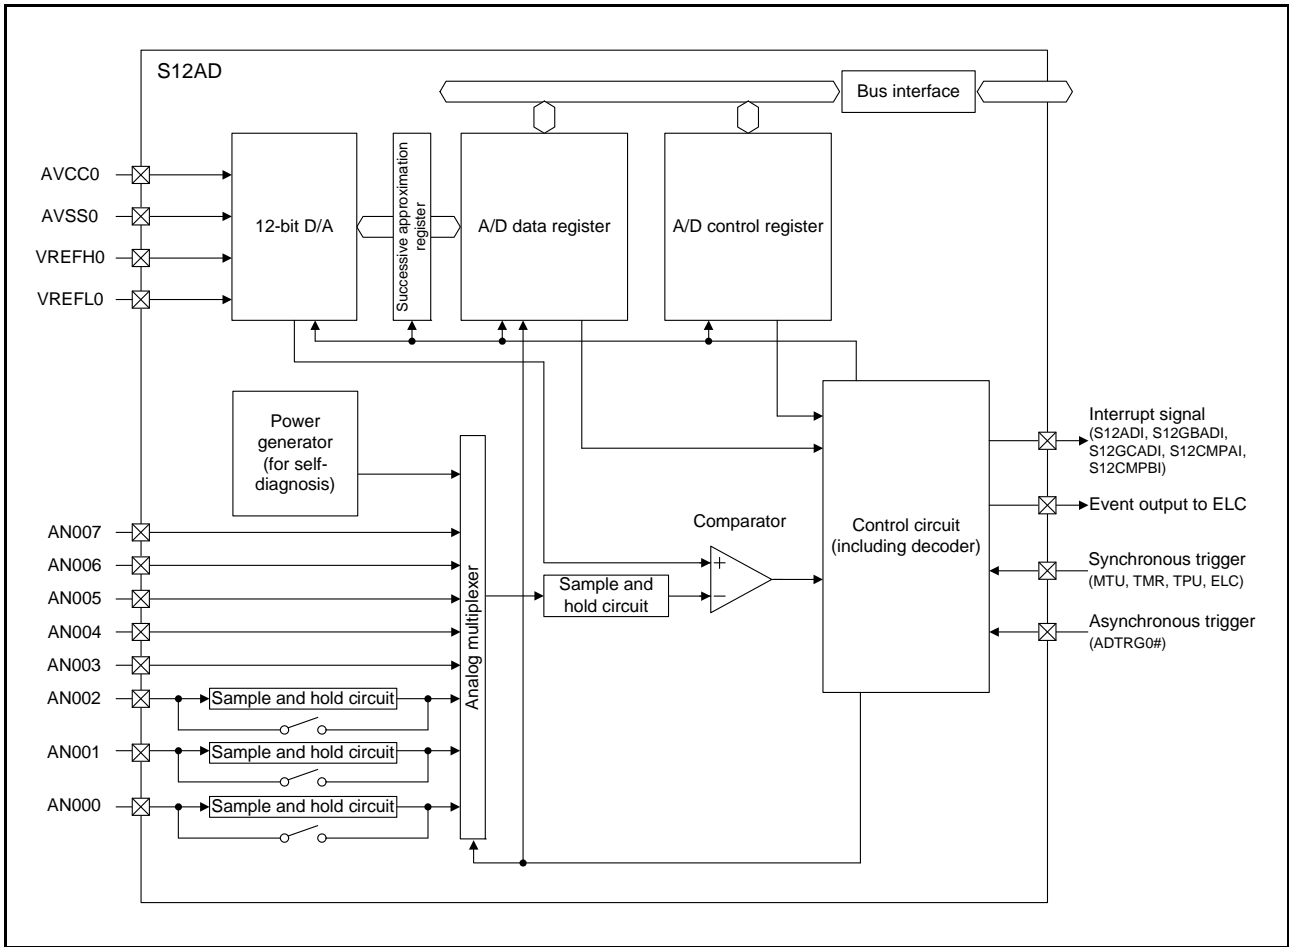 S12AD
Bus interface
AVCC0
AVSS0
VREFH0
VREFL0
12-bit D/A
Successive approximation
register
A/D data register
A/D control register
Power
generator
(for self-
diagnosis)
AN007
AN006
AN005
AN004
AN003
AN002
AN001
AN000
Sample and hold circuit
Sample and hold circuit
Sample and hold circuit
Analog multiplexer
Sample and
hold circuit
Comparator
+
−
Control circuit
(including decoder)
Interrupt signal
(S12ADI, S12GBADI,
S12GCADI, S12CMPAI,
S12CMPBI)
Event output to ELC
Synchronous trigger
(MTU, TMR, TPU, ELC)
Asynchronous trigger
(ADTRG0#)